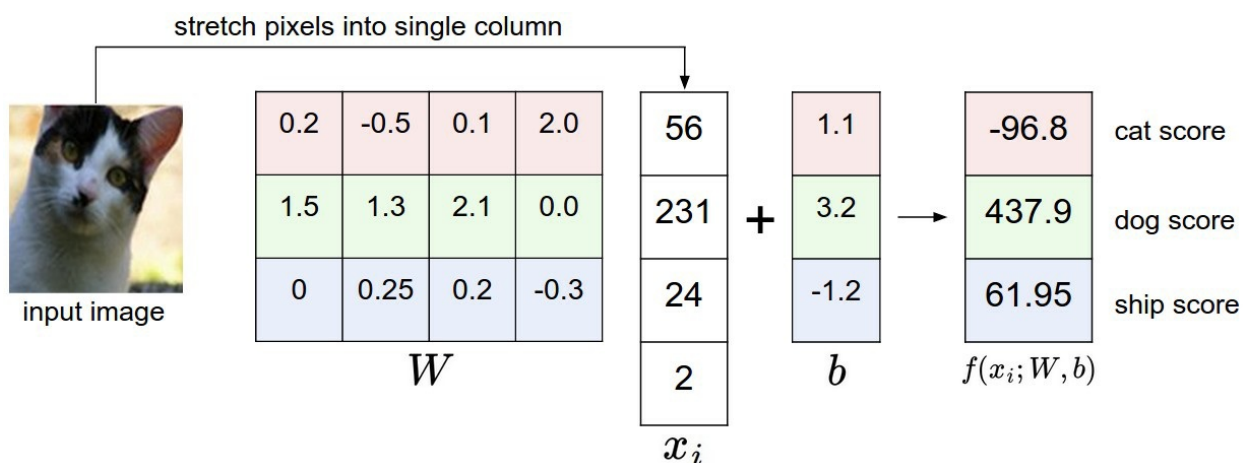 stretch pixels into single column
input image
0.2 -0.5 0.1 2.0
1.5 1.3 2.1 0.0
0 0.25 0.2 -0.3
W
56
231
24
2
x_i
+
1.1
3.2
-1.2
b
-96.8 cat score
437.9 dog score
61.95 ship score
f(x_i; W, b)